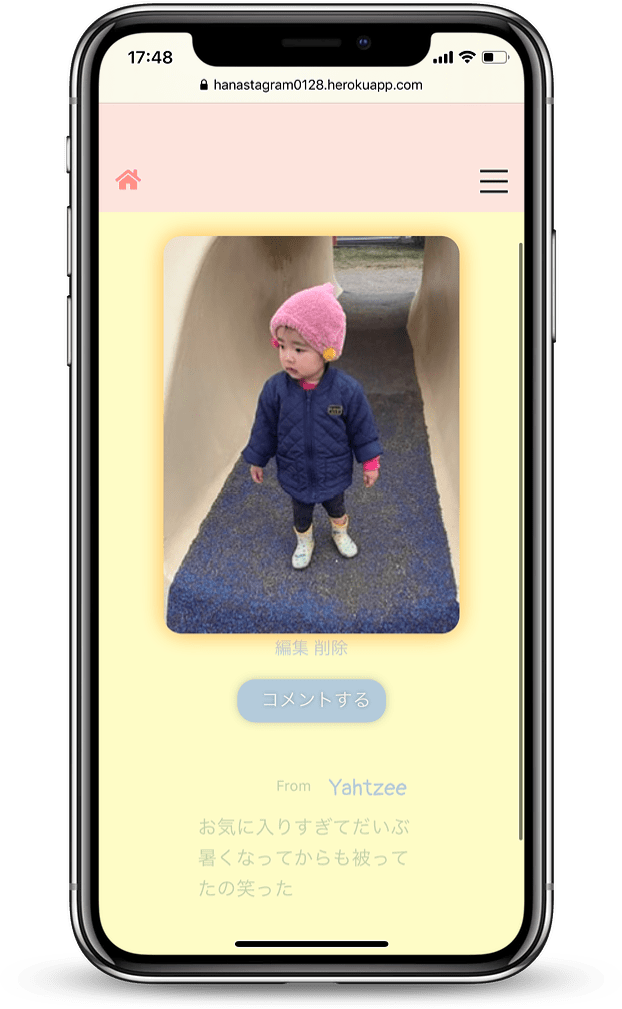 17:48
hanastagram0128.herokuapp.com
編集 削除
コメントする
From Yahtzee
お気に入りすぎてだいぶ
暑くなってからも被って
たの笑った